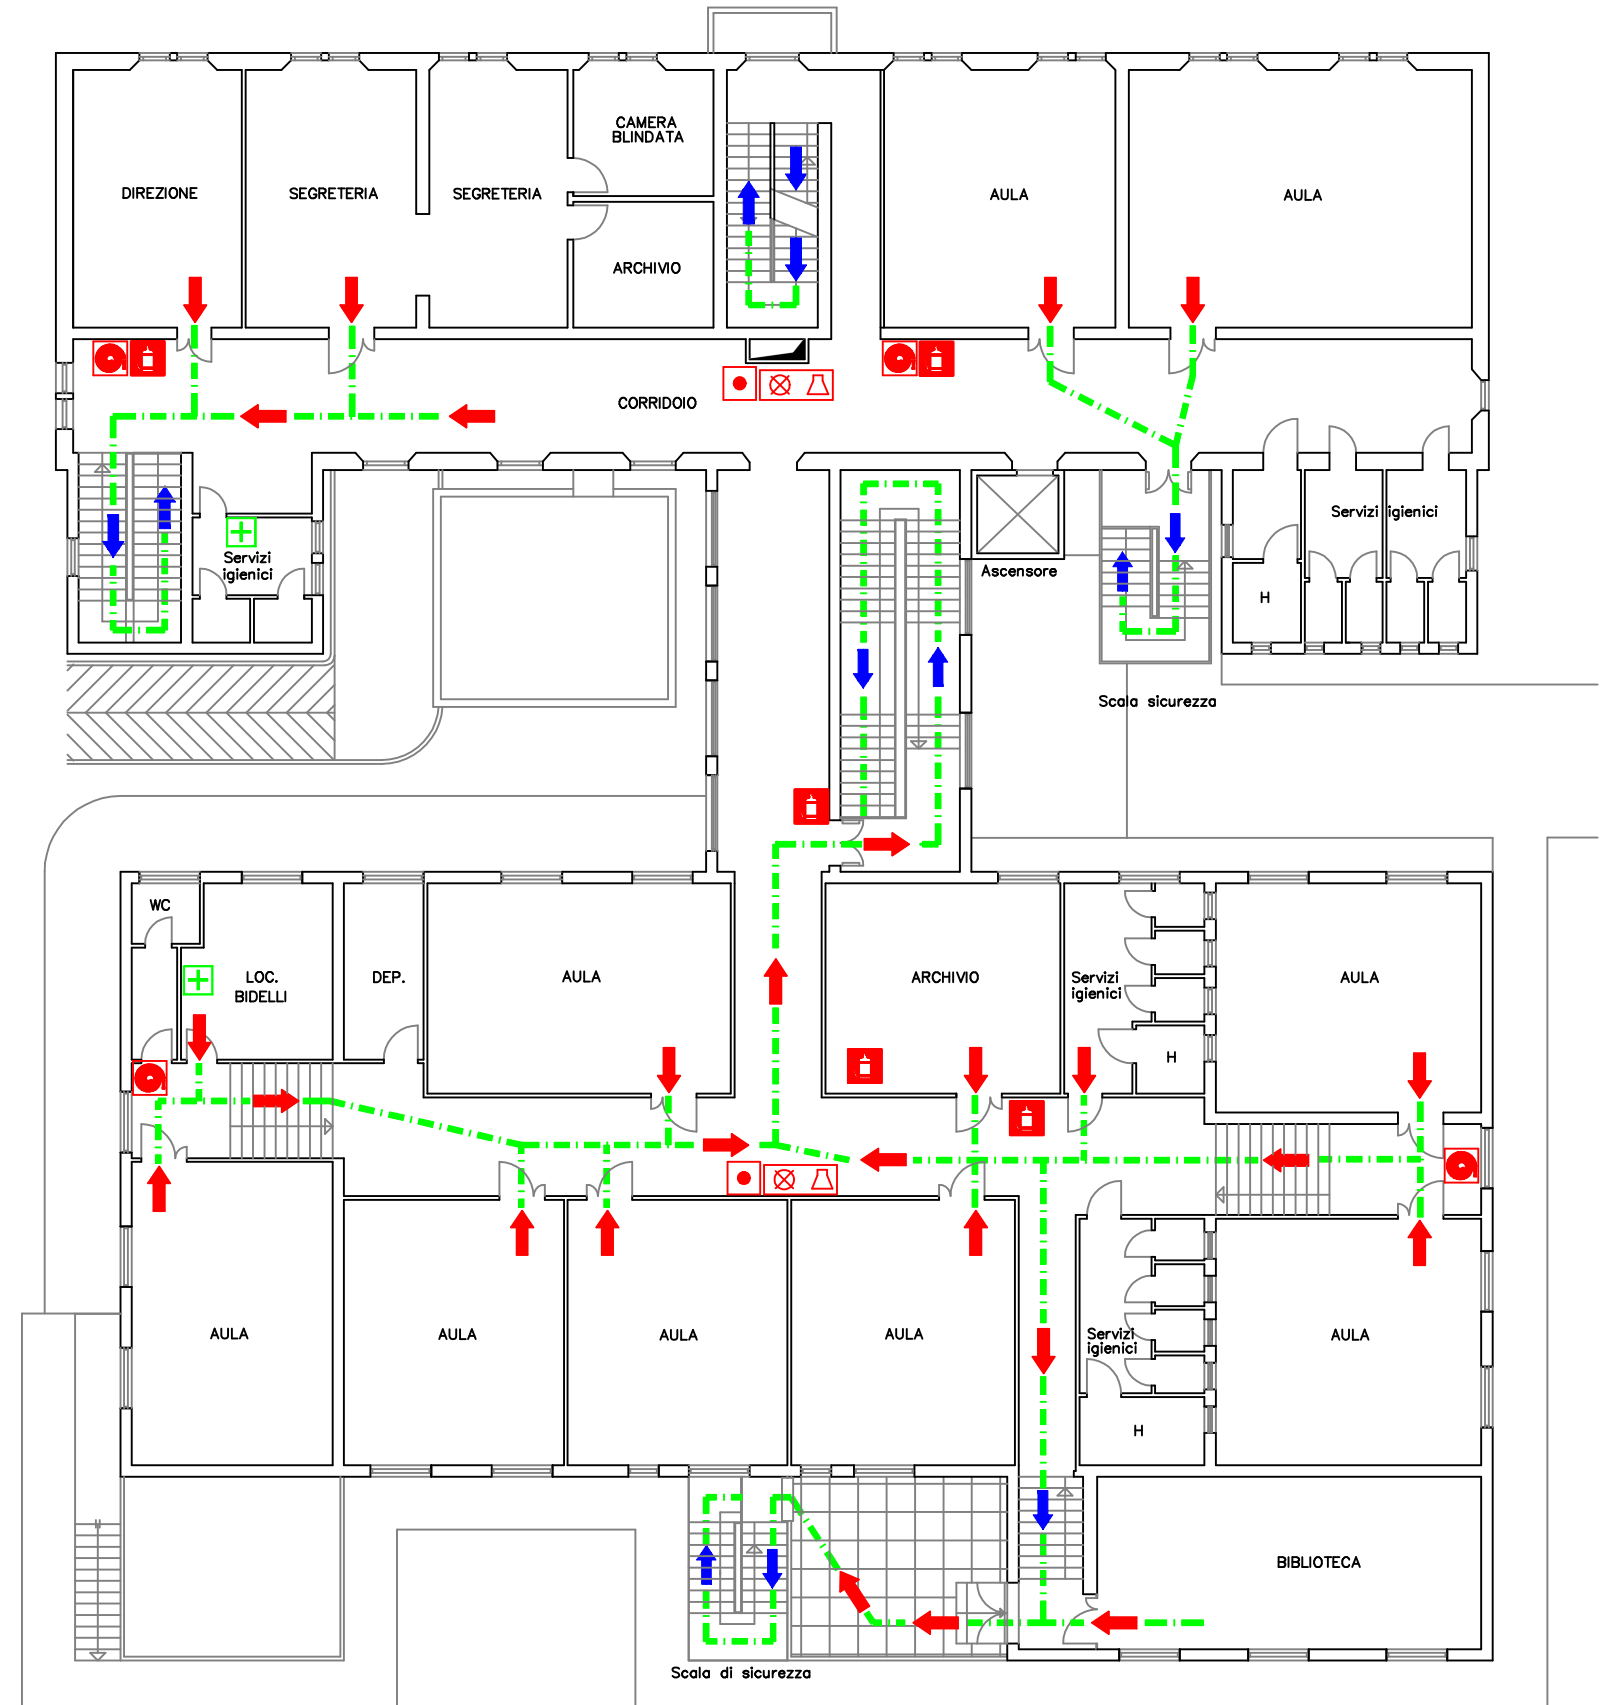 CAMERA
BLINDATA
DIREZIONE
SEGRETERIA
SEGRETERIA
AULA
AULA
ARCHIVIO
CORRIDOIO
Servizi igienici
Servizi
igienici
Ascensore
H
Scala sicurezza
WC
LOC.
BIDELLI
DEP.
AULA
ARCHIVIO
Servizi
igienici
AULA
H
AULA
AULA
AULA
AULA
Servizi
igienici
AULA
H
BIBLIOTECA
Scala di sicurezza